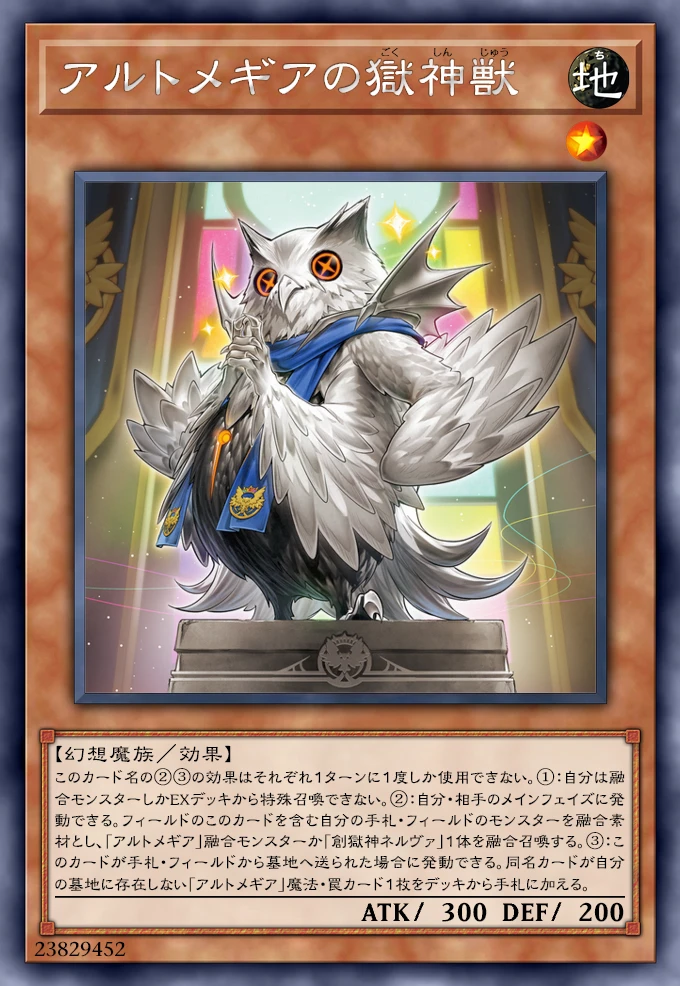 アルトメギアの獄神獣
ごく しん じゅう
ち
地
【幻想魔族/効果】
このカード名の②③の効果はそれぞれ1ターンに1度しか使用できない。①:自分は融
合モンスターしかEXデッキから特殊召喚できない。②:自分・相手のメインフェイズに発
動できる。フィールドのこのカードを含む自分の手札・フィールドのモンスターを融合素
材とし、「アルトメギア」融合モンスターか「創獄神ネルヴァ」1体を融合召喚する。③:こ
のカードが手札・フィールドから墓地へ送られた場合に発動できる。同名カードが自分
の墓地に存在しない「アルトメギア」魔法・罠カード1枚をデッキから手札に加える。
ATK/ 300 DEF/ 200
23829452